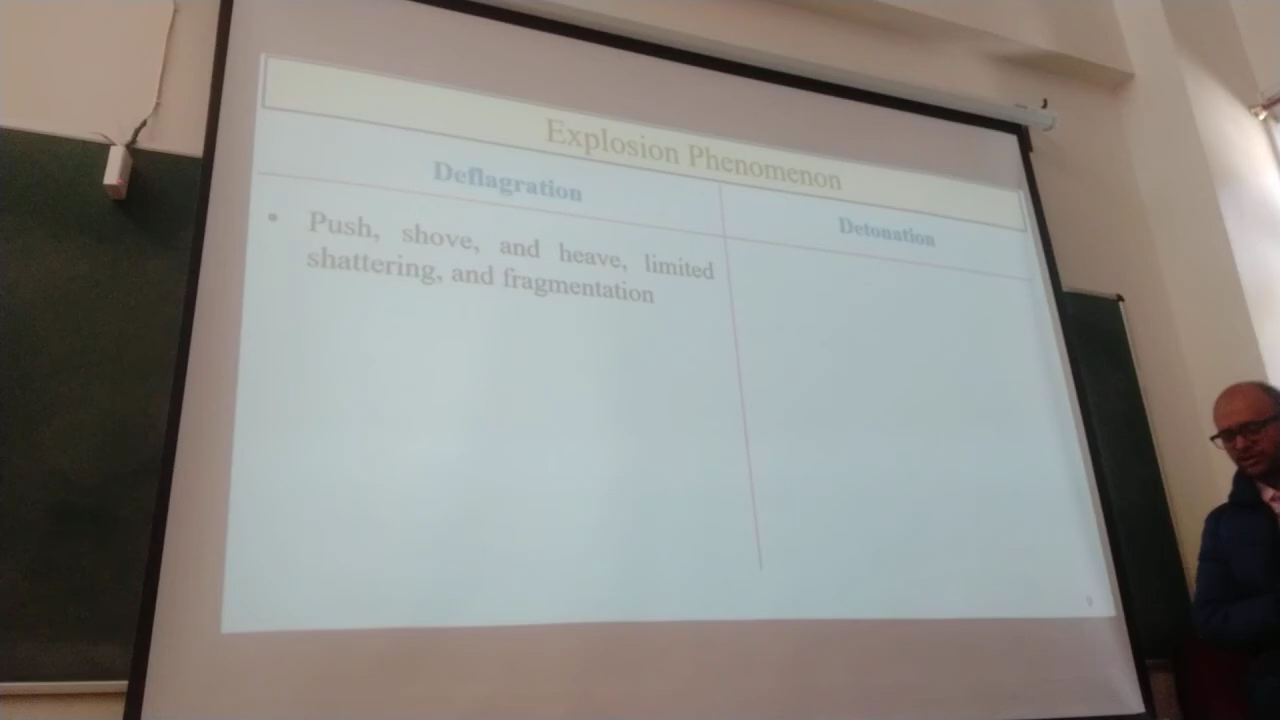 Explosion Phenomenon
Deflagration
Detonation
• Push, shove, and heave, limited
shattering, and fragmentation